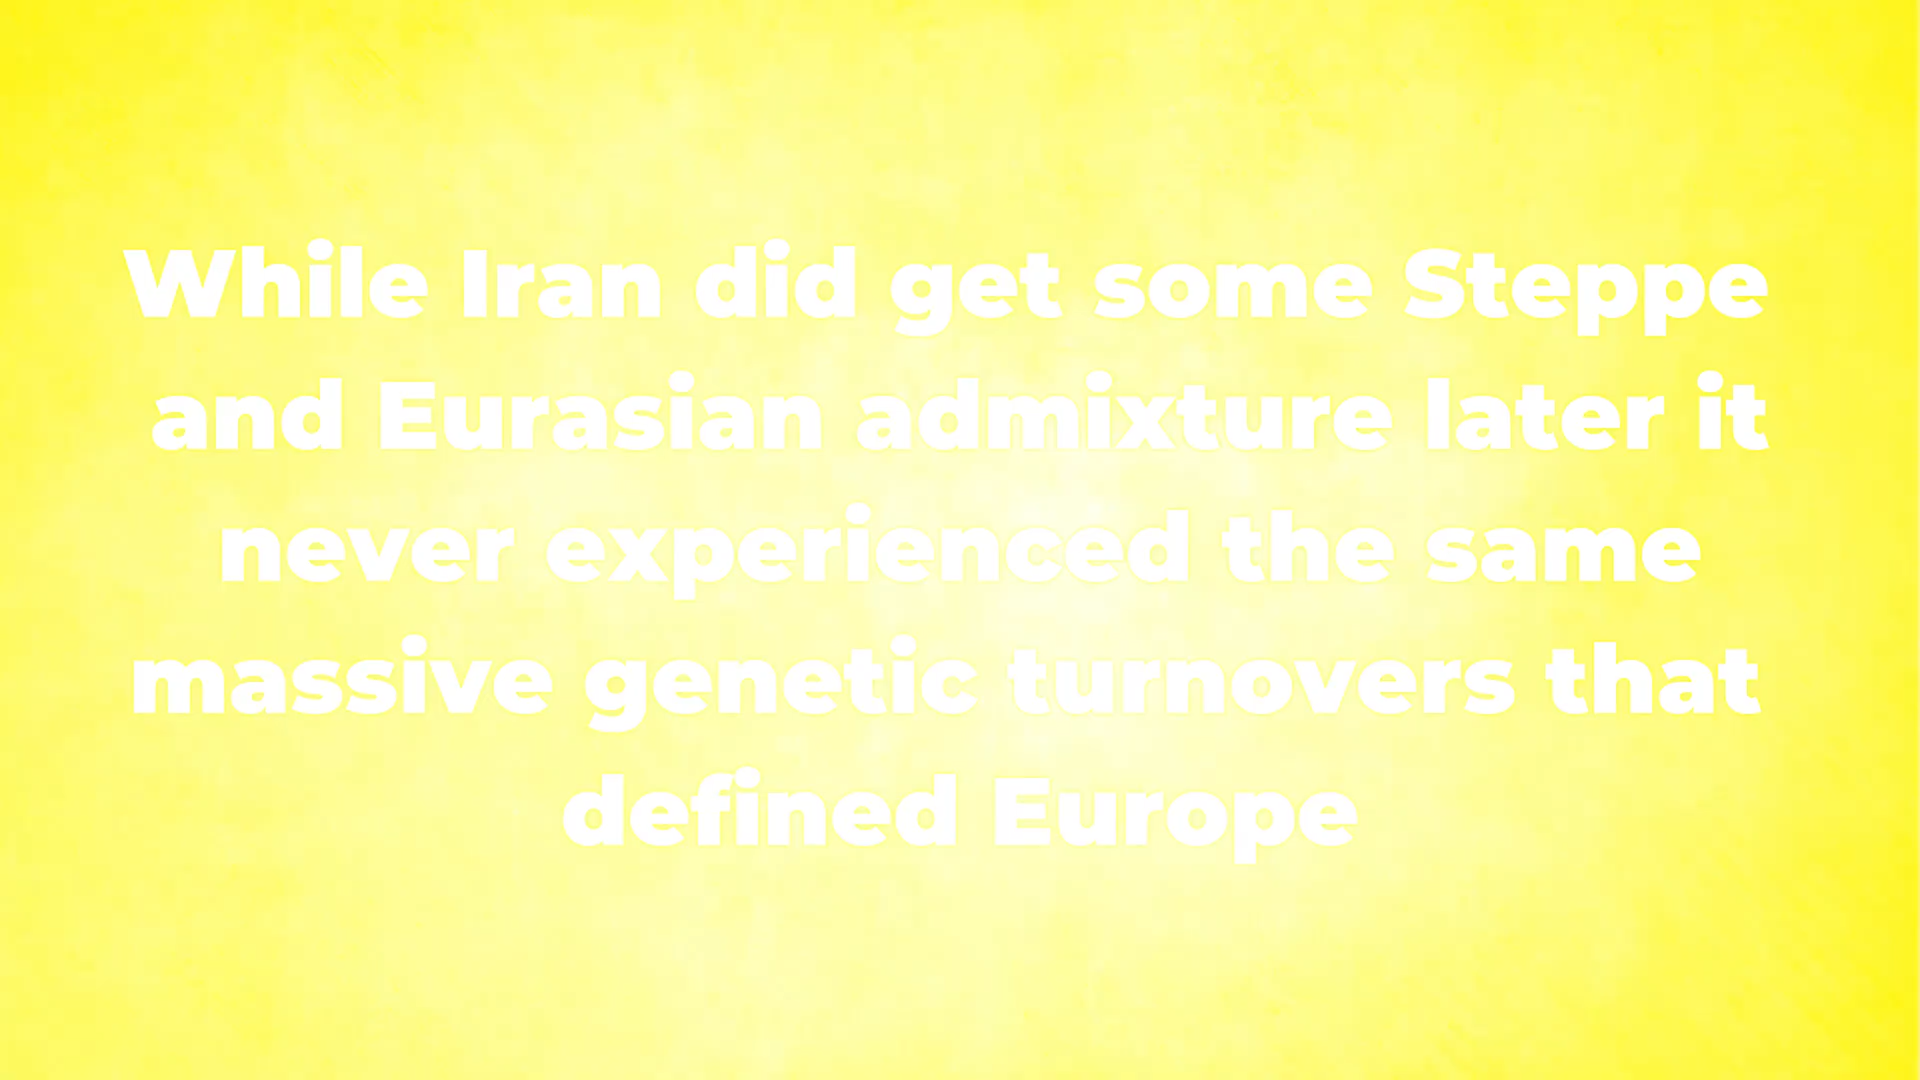 While Iran did get some Steppe
and Eurasian admixture later it
never experienced the same
massive genetic turnovers that
defined Europe